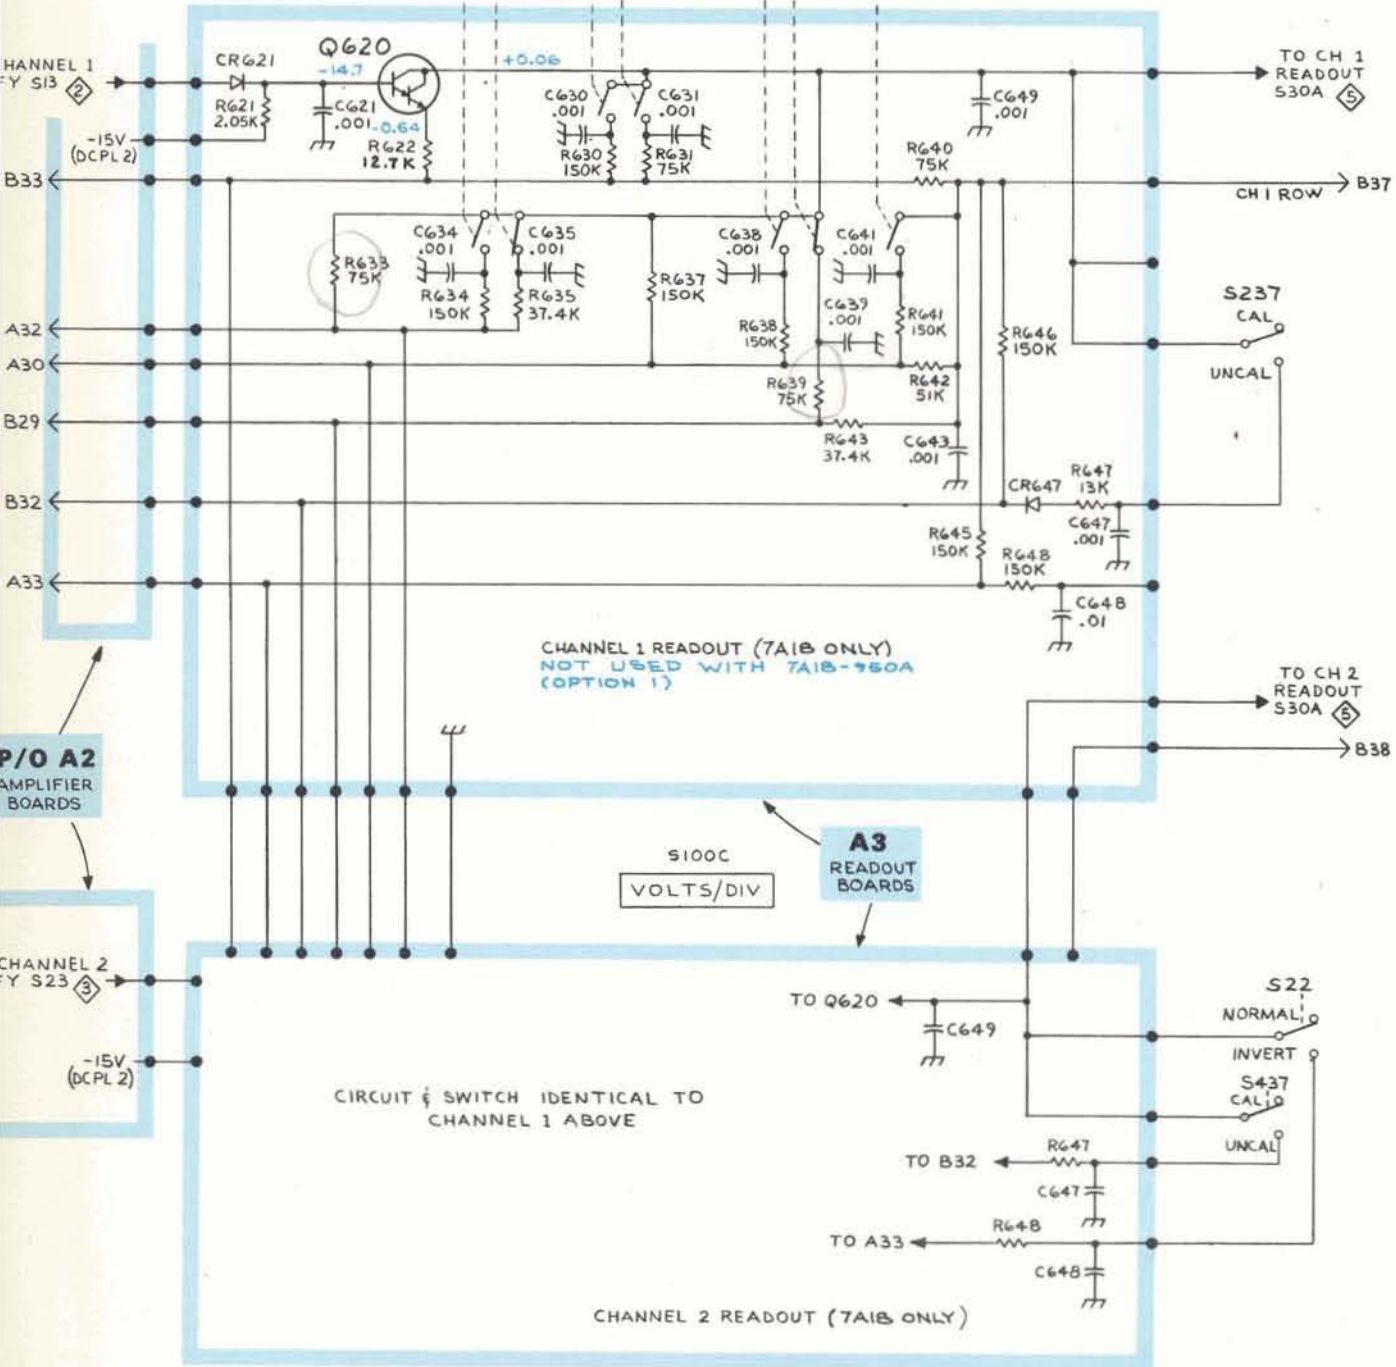 HANNEL 1
FY S13 2
-15V
(DCPL 2)
B33
A32
A30
B29
B32
A33
CR621
R621
2.05K
C621
.001
Q620
-14.7
-0.64
R622
12.7K
+0.06
C630
.001
C631
.001
R630
150K
R631
75K
C649
.001
R640
75K
TO CH 1
READOUT
S30A 5
CH 1 ROW
B37
R633
75K
C634
.001
C635
.001
R634
150K
R635
37.4K
R637
150K
C638
.001
C641
.001
R638
150K
C639
.001
R641
150K
R639
75K
R642
51K
R643
37.4K
C643
.001
R646
150K
S237
CAL
UNCAL
CR647
R647
13K
C647
.001
R645
150K
R648
150K
C648
.01
CHANNEL 1 READOUT (7A18 ONLY)
NOT USED WITH 7A18-950A
(OPTION 1)
TO CH 2
READOUT
S30A 5
B38
P/O A2
AMPLIFIER
BOARDS
A3
READOUT
BOARDS
S100C
VOLTS/DIV
CHANNEL 2
FY S23 3
-15V
(DCPL 2)
TO Q620
C649
S22
NORMAL
INVERT
S437
CAL
UNCAL
CIRCUIT & SWITCH IDENTICAL TO
CHANNEL 1 ABOVE
TO B32
R647
C647
TO A33
R648
C648
CHANNEL 2 READOUT (7A18 ONLY)